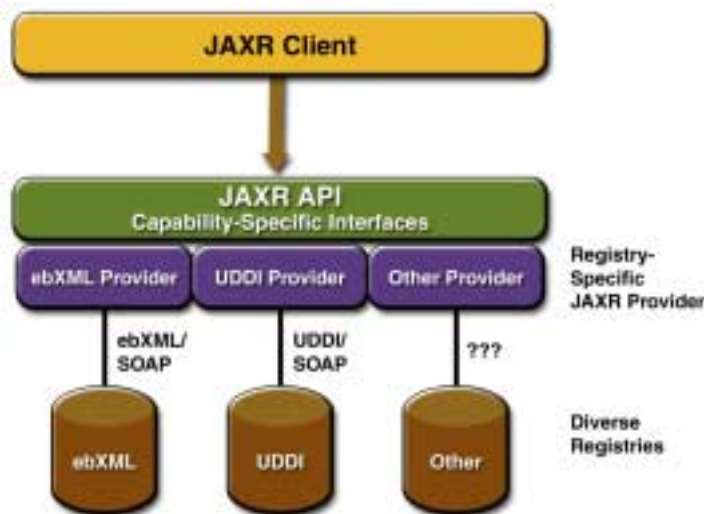 JAXR Client
JAXR API
Capability-Specific Interfaces
ebXML Provider
UDDI Provider
Other Provider
Registry-
Specific
JAXR Provider
ebXML/
SOAP
UDDI/
SOAP
???
ebXML
UDDI
Other
Diverse
Registries